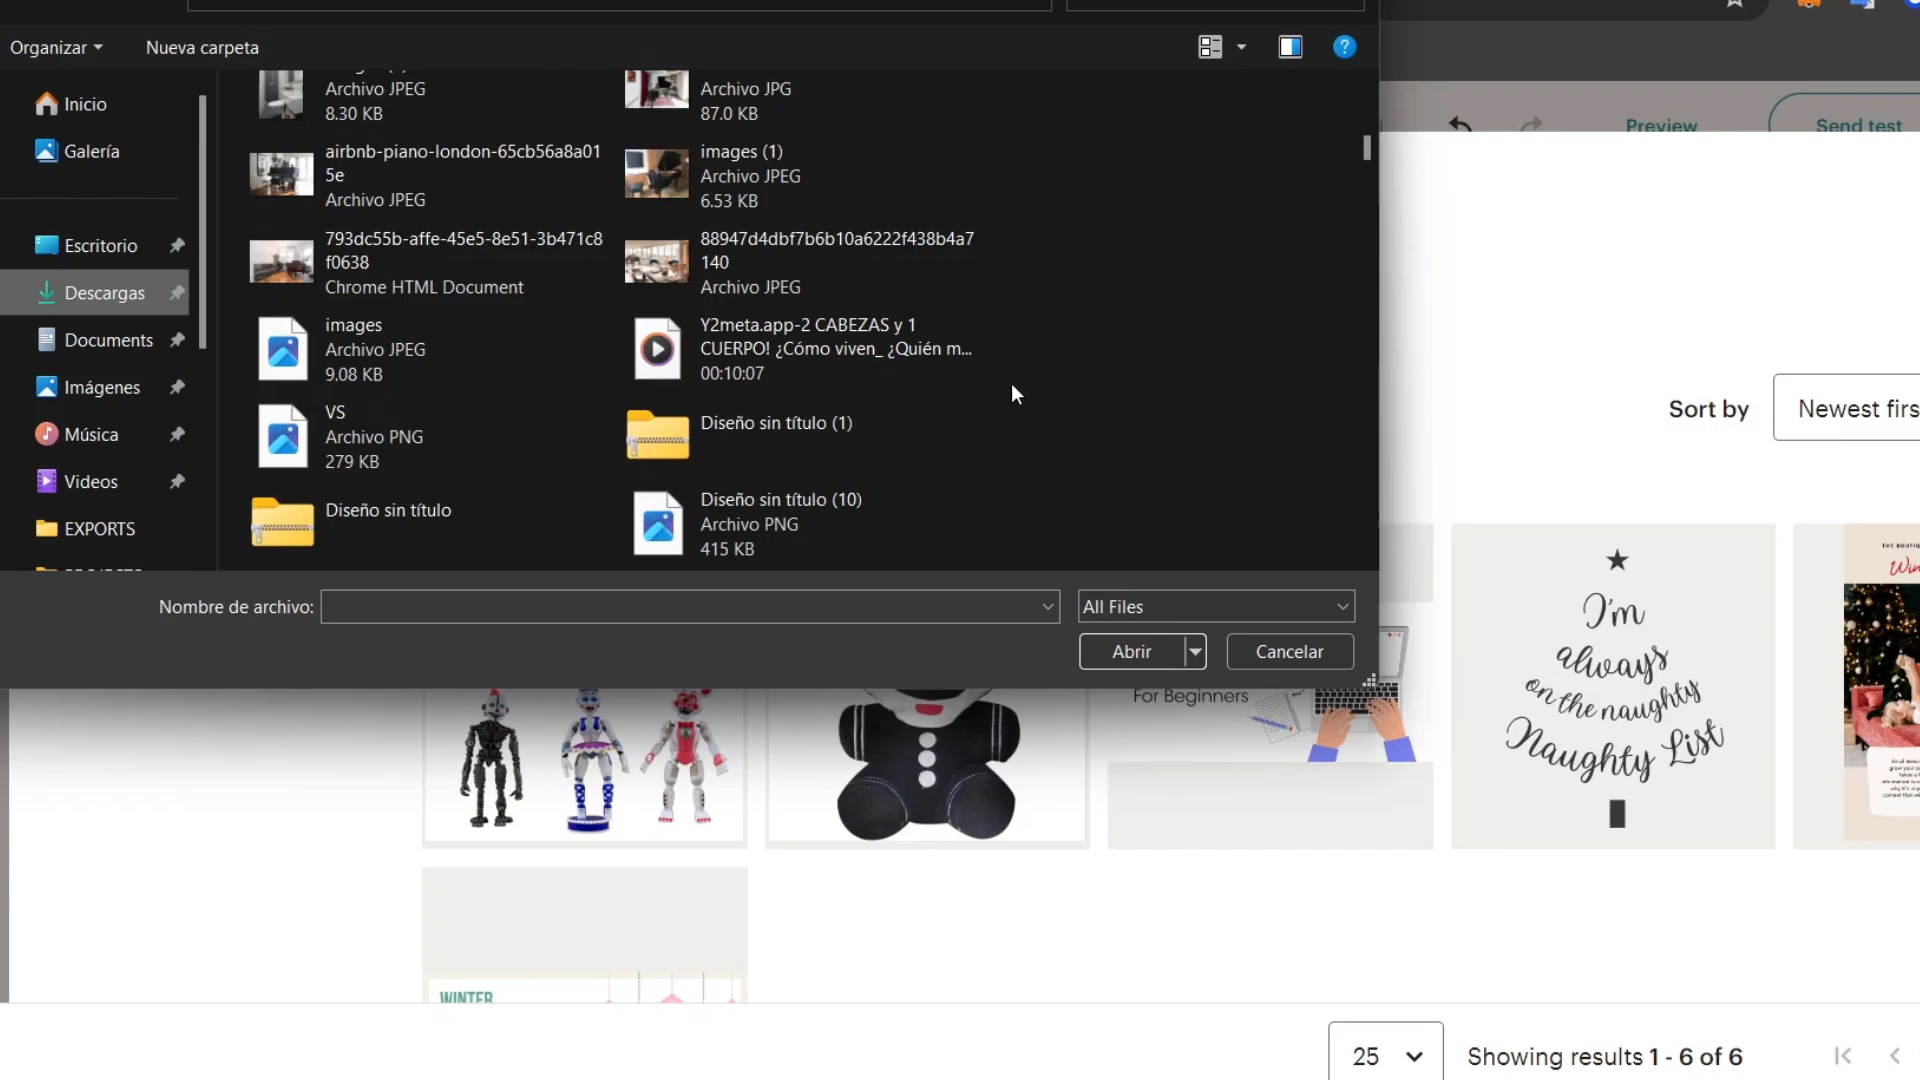 Organizar
Nueva carpeta
Inicio
Galería
Escritorio
Descargas
Documents
Imágenes
Música
Videos
EXPORTS
Archivo JPEG
8.30 KB
Archivo JPG
87.0 KB
airbnb-piano-london-65cb56a8a01
5e
Archivo JPEG
images (1)
Archivo JPEG
6.53 KB
793dc55b-affe-45e5-8e51-3b471c8
f0638
Chrome HTML Document
88947d4dbf7b6b10a6222f438b4a7
140
Archivo JPEG
images
Archivo JPEG
9.08 KB
Y2meta.app-2 CABEZAS y 1
CUERPO! ¿Cómo viven_ ¿Quién m...
00:10:07
VS
Archivo PNG
279 KB
Diseño sin título (1)
Diseño sin título
Diseño sin título (10)
Archivo PNG
415 KB
Nombre de archivo:
All Files
Abrir
Cancelar
Preview
Send test
Sort by
Newest firs
For Beginners
I'm
always
on the naughty
Naughty List
THE BOUTIQ
Win
WINTER
25
Showing results 1 - 6 of 6